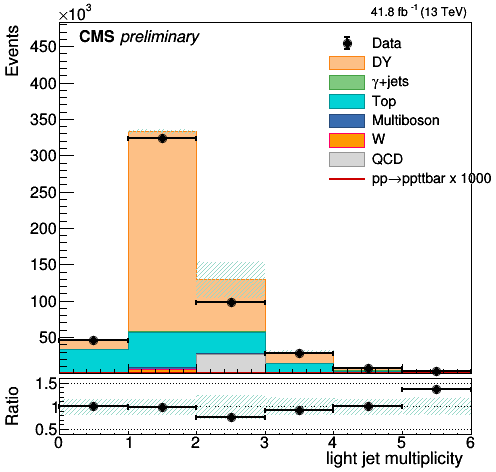 ×10³
41.8 fb⁻¹ (13 TeV)
CMS preliminary
Events
450
400
350
300
250
200
150
100
50
Data
DY
γ+jets
Top
Multiboson
W
QCD
pp→ppttbar x 1000
Ratio
1.5
1
0.5
0 1 2 3 4 5 6
light jet multiplicity